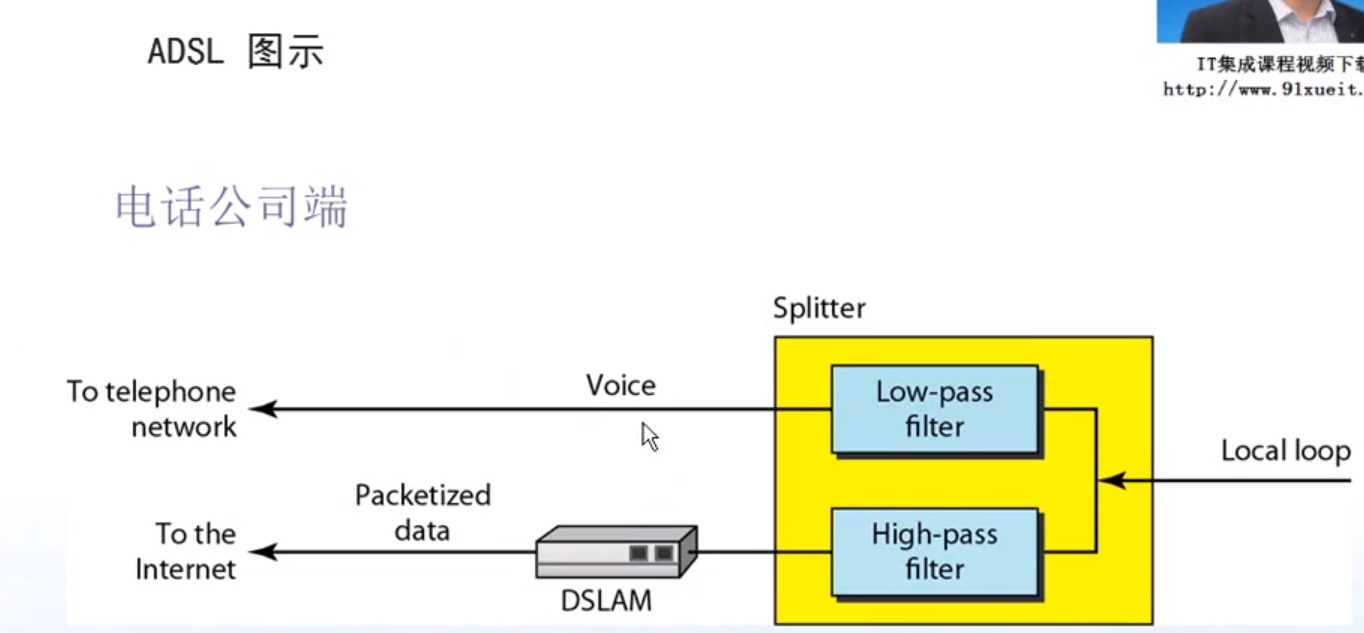 ADSL 图示
IT集成课程视频下载
http://www.91xueit.
电话公司端
Splitter
To telephone
network
Voice
Low-pass
filter
Local loop
Packetized
data
To the
Internet
High-pass
filter
DSLAM